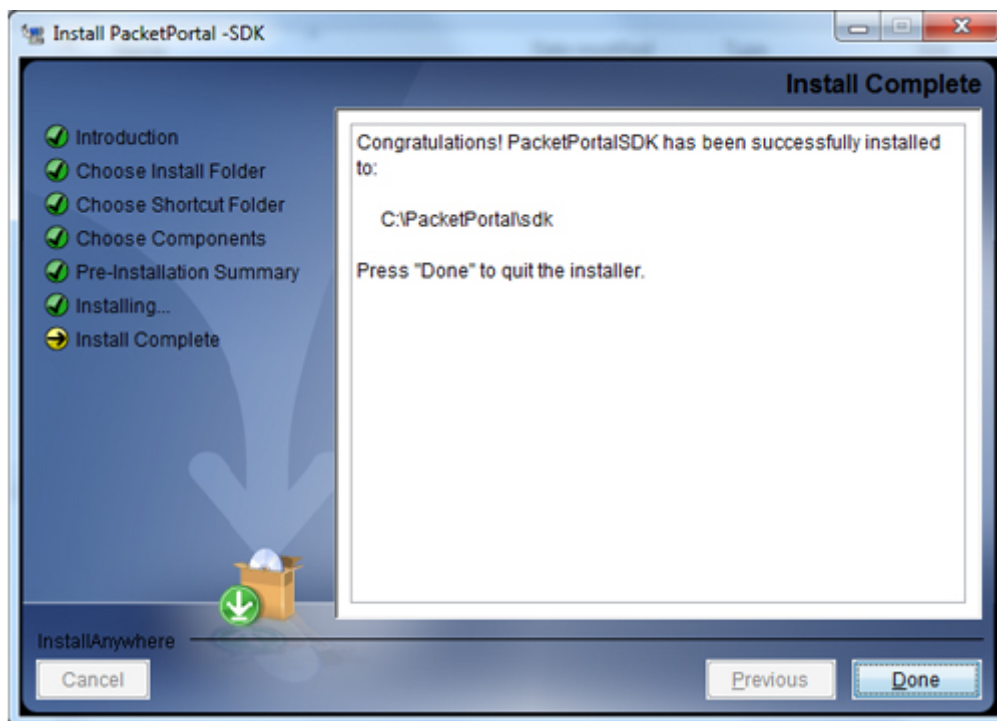 Install PacketPortal -SDK
Install Complete
Introduction
Choose Install Folder
Choose Shortcut Folder
Choose Components
Pre-Installation Summary
Installing...
Install Complete
Congratulations! PacketPortalSDK has been successfully installed
to:
C:\PacketPortal\sdk
Press "Done" to quit the installer.
InstallAnywhere
Cancel
Previous
Done